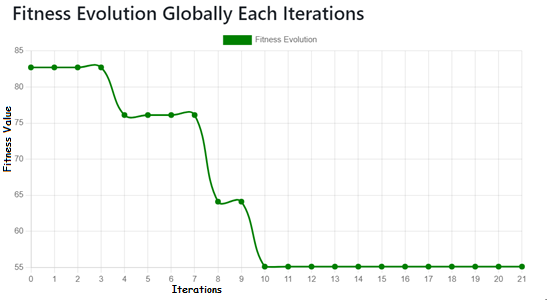 Fitness Evolution Globally Each Iterations
Fitness Evolution
85
80
75
70
65
60
55
Fitness Value
0 1 2 3 4 5 6 7 8 9 10 11 12 13 14 15 16 17 18 19 20 21
Iterations